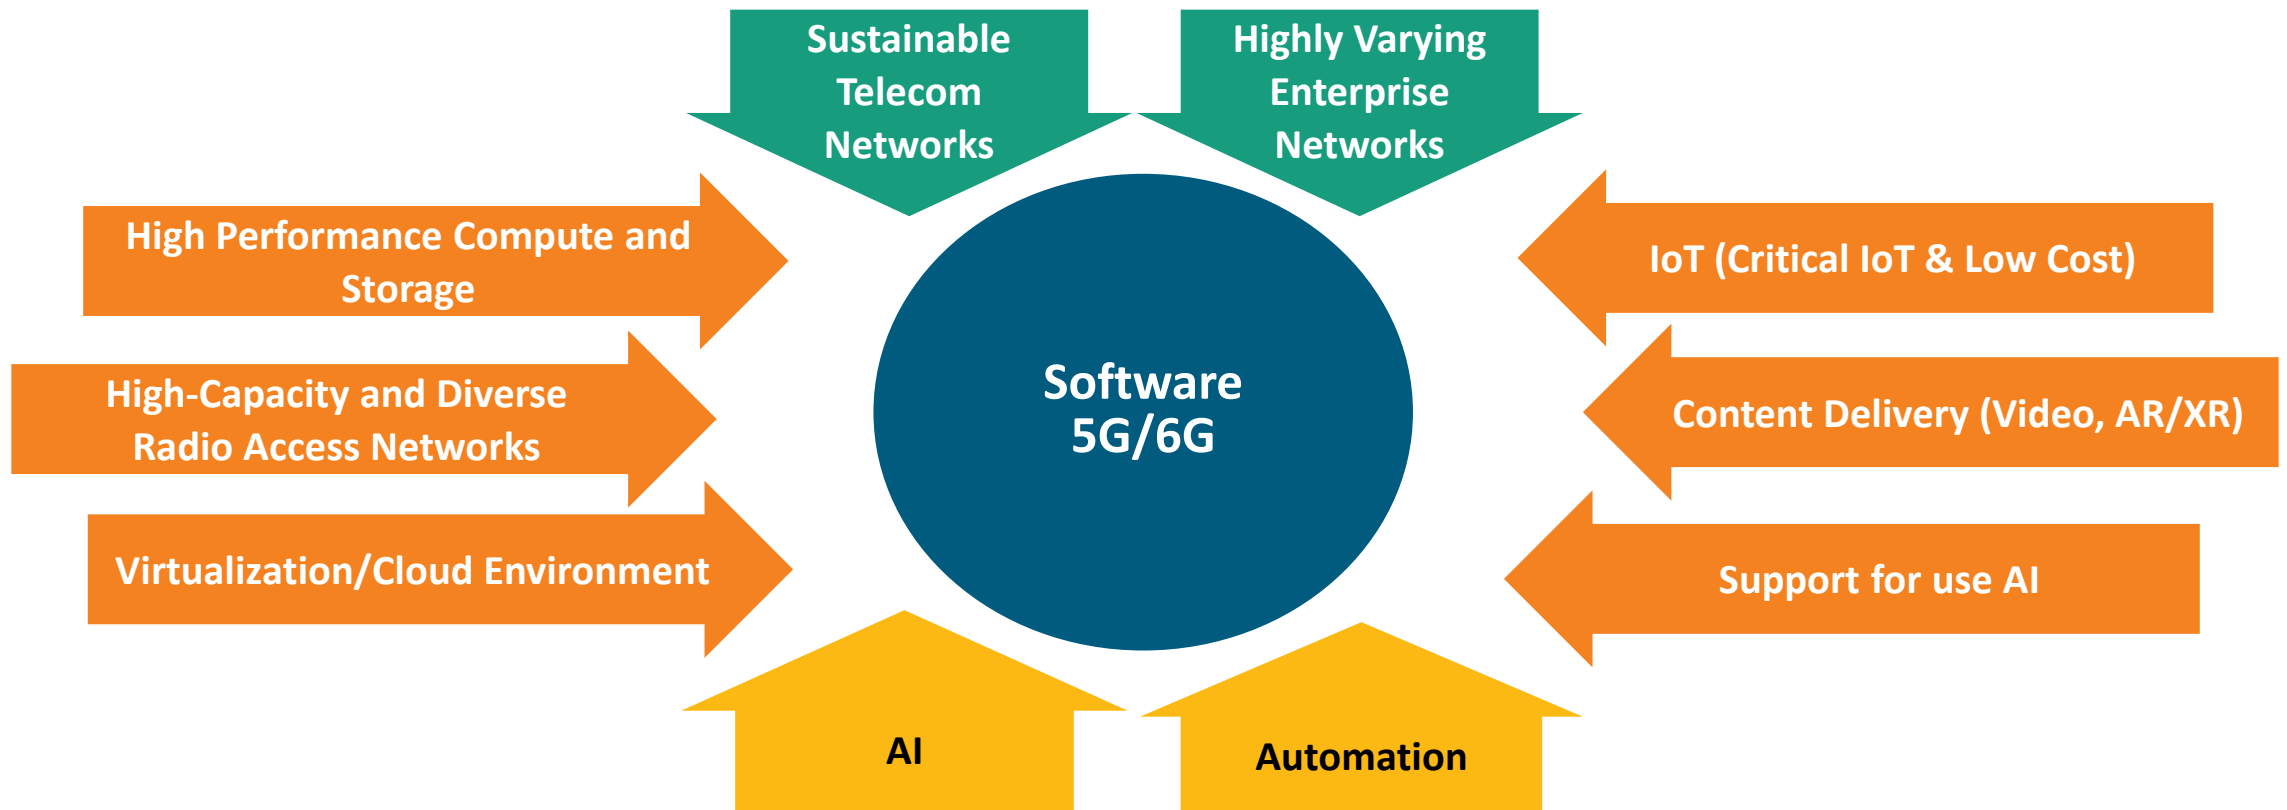 Sustainable
Telecom
Networks
Highly Varying
Enterprise
Networks
High Performance Compute and
Storage
IoT (Critical IoT & Low Cost)
High-Capacity and Diverse
Radio Access Networks
Software
5G/6G
Content Delivery (Video, AR/XR)
Virtualization/Cloud Environment
Support for use AI
AI
Automation